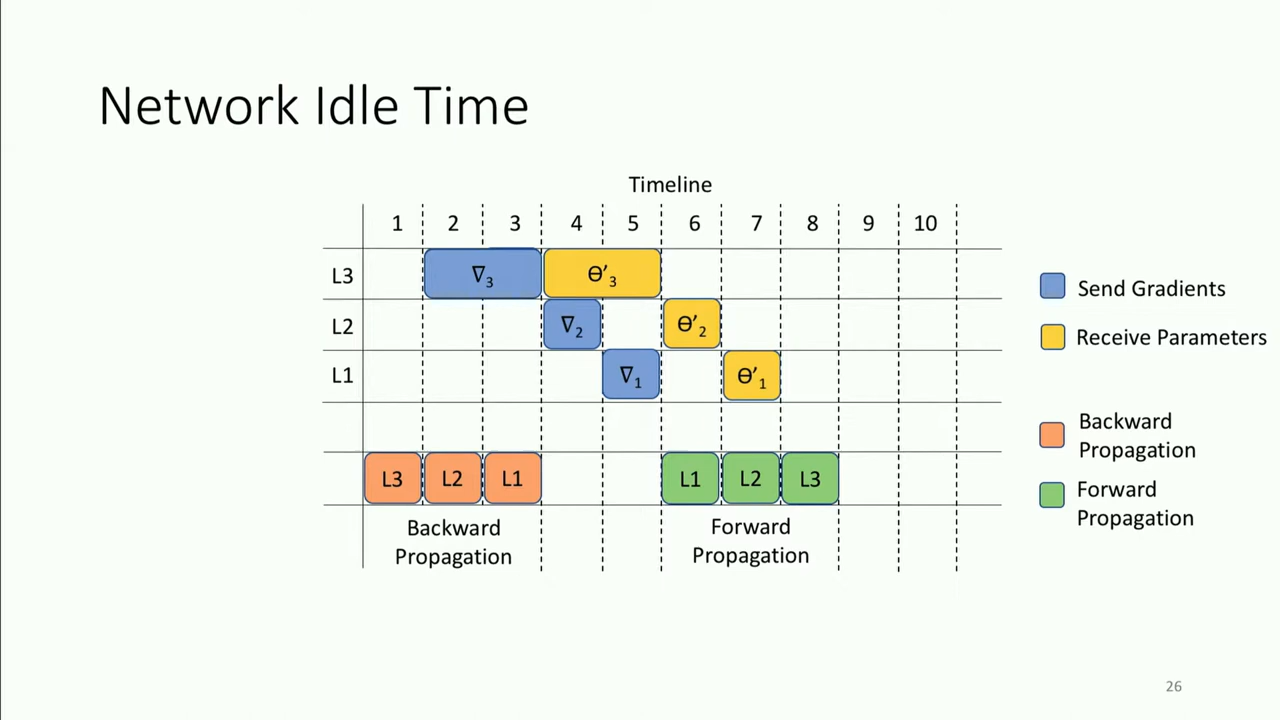 Network Idle Time
Timeline
1 2 3 4 5 6 7 8 9 10
L3 ∇3 ϴ’3
L2 ∇2 ϴ’2
L1 ∇1 ϴ’1
L3 L2 L1 L1 L2 L3
Backward
Propagation
Forward
Propagation
Send Gradients
Receive Parameters
Backward
Propagation
Forward
Propagation
26